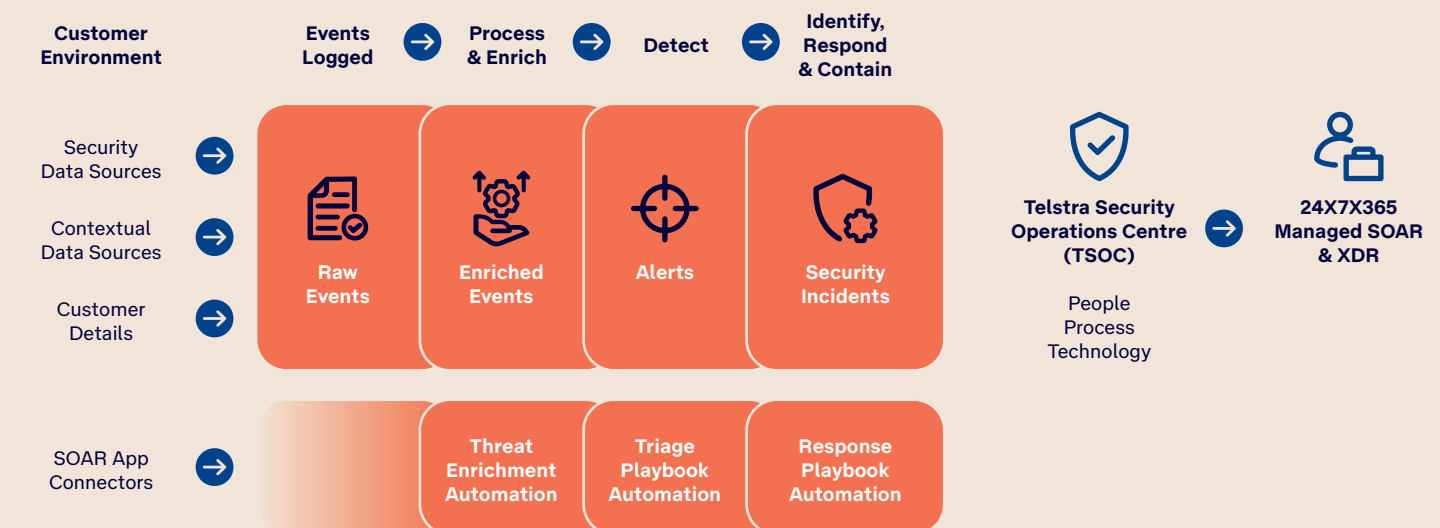 Customer
Environment
Events
Logged
Process
& Enrich
Detect
Identify,
Respond
& Contain
Security
Data Sources
Contextual
Data Sources
Customer
Details
Raw
Events
Enriched
Events
Alerts
Security
Incidents
Telstra Security
Operations Centre
(TSOC)
People
Process
Technology
24X7X365
Managed SOAR
& XDR
SOAR App
Connectors
Threat
Enrichment
Automation
Triage
Playbook
Automation
Response
Playbook
Automation